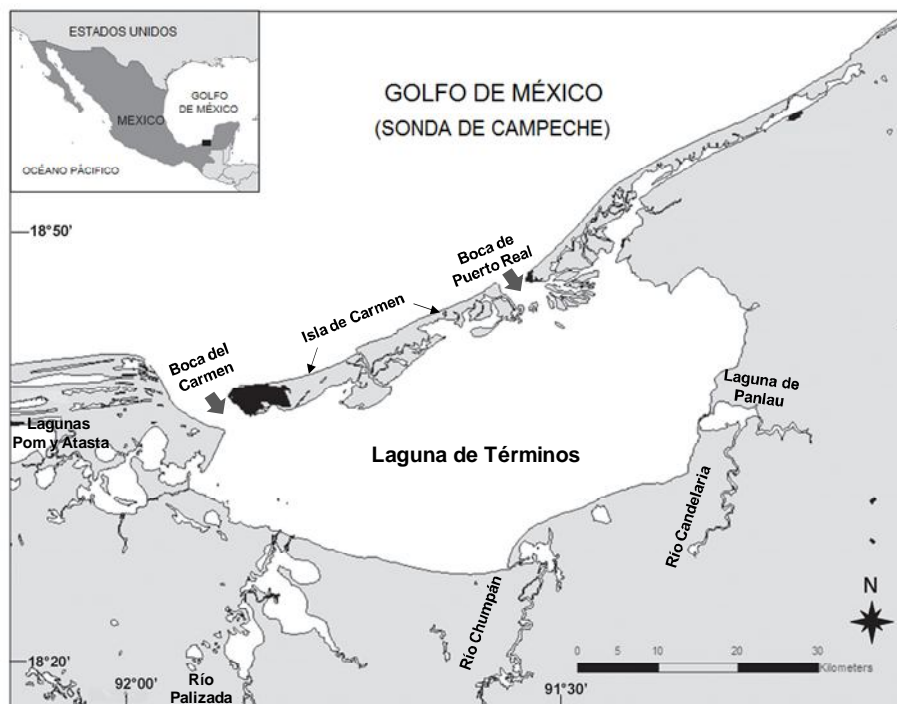 ESTADOS UNIDOS
GOLFO
DE MÉXICO
MEXICO
OCÉANO PÁCIFICO
GOLFO DE MÉXICO
(SONDA DE CAMPECHE)
18°50'
Boca de
Puerto Real
Isla de Carmen
Boca del
Carmen
Lagunas
Pom y Atasta
Laguna de
Panlau
Laguna de Términos
Río Candelaria
Río Chumpán
N
0 5 10 20 30
Kilometers
18°20'
92°00'
Río
Palizada
91°30'